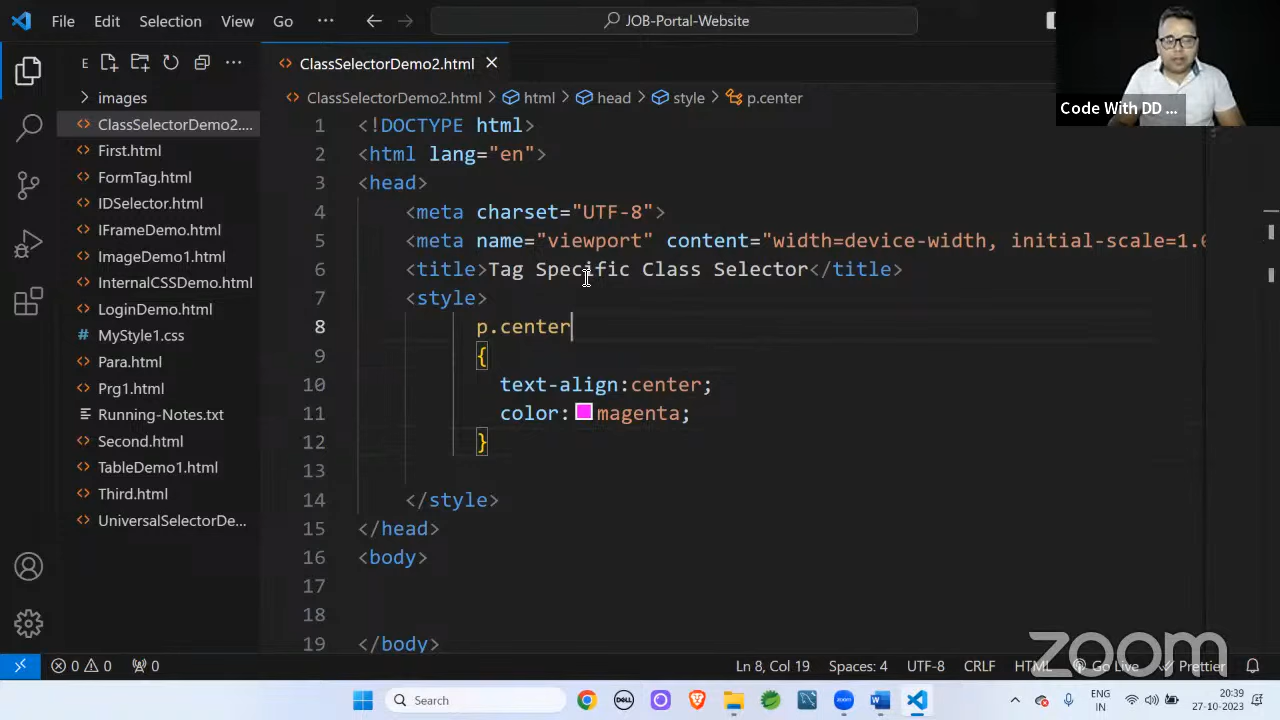 File Edit Selection View Go ··· JOB-Portal-Website
E
images
ClassSelectorDemo2....
First.html
FormTag.html
IDSelector.html
IFrameDemo.html
ImageDemo1.html
InternalCSSDemo.html
LoginDemo.html
# MyStyle1.css
Para.html
Prg1.html
Running-Notes.txt
Second.html
TableDemo1.html
Third.html
UniversalSelectorDe...
ClassSelectorDemo2.html
ClassSelectorDemo2.html > html > head > style > p.center
1 <!DOCTYPE html>
2 <html lang="en">
3 <head>
4 <meta charset="UTF-8">
5 <meta name="viewport" content="width=device-width, initial-scale=1.0
6 <title>Tag Specific Class Selector</title>
7 <style>
8 p.center
9 {
10 text-align:center;
11 color:magenta;
12 }
13
14 </style>
15 </head>
16 <body>
17
18
19 </body>
Code With DD ...
zoom
0 0 0 Ln 8, Col 19 Spaces: 4 UTF-8 CRLF HTML Go Live Prettier
Search
DELL
zoom
ENG
IN
20:39
27-10-2023